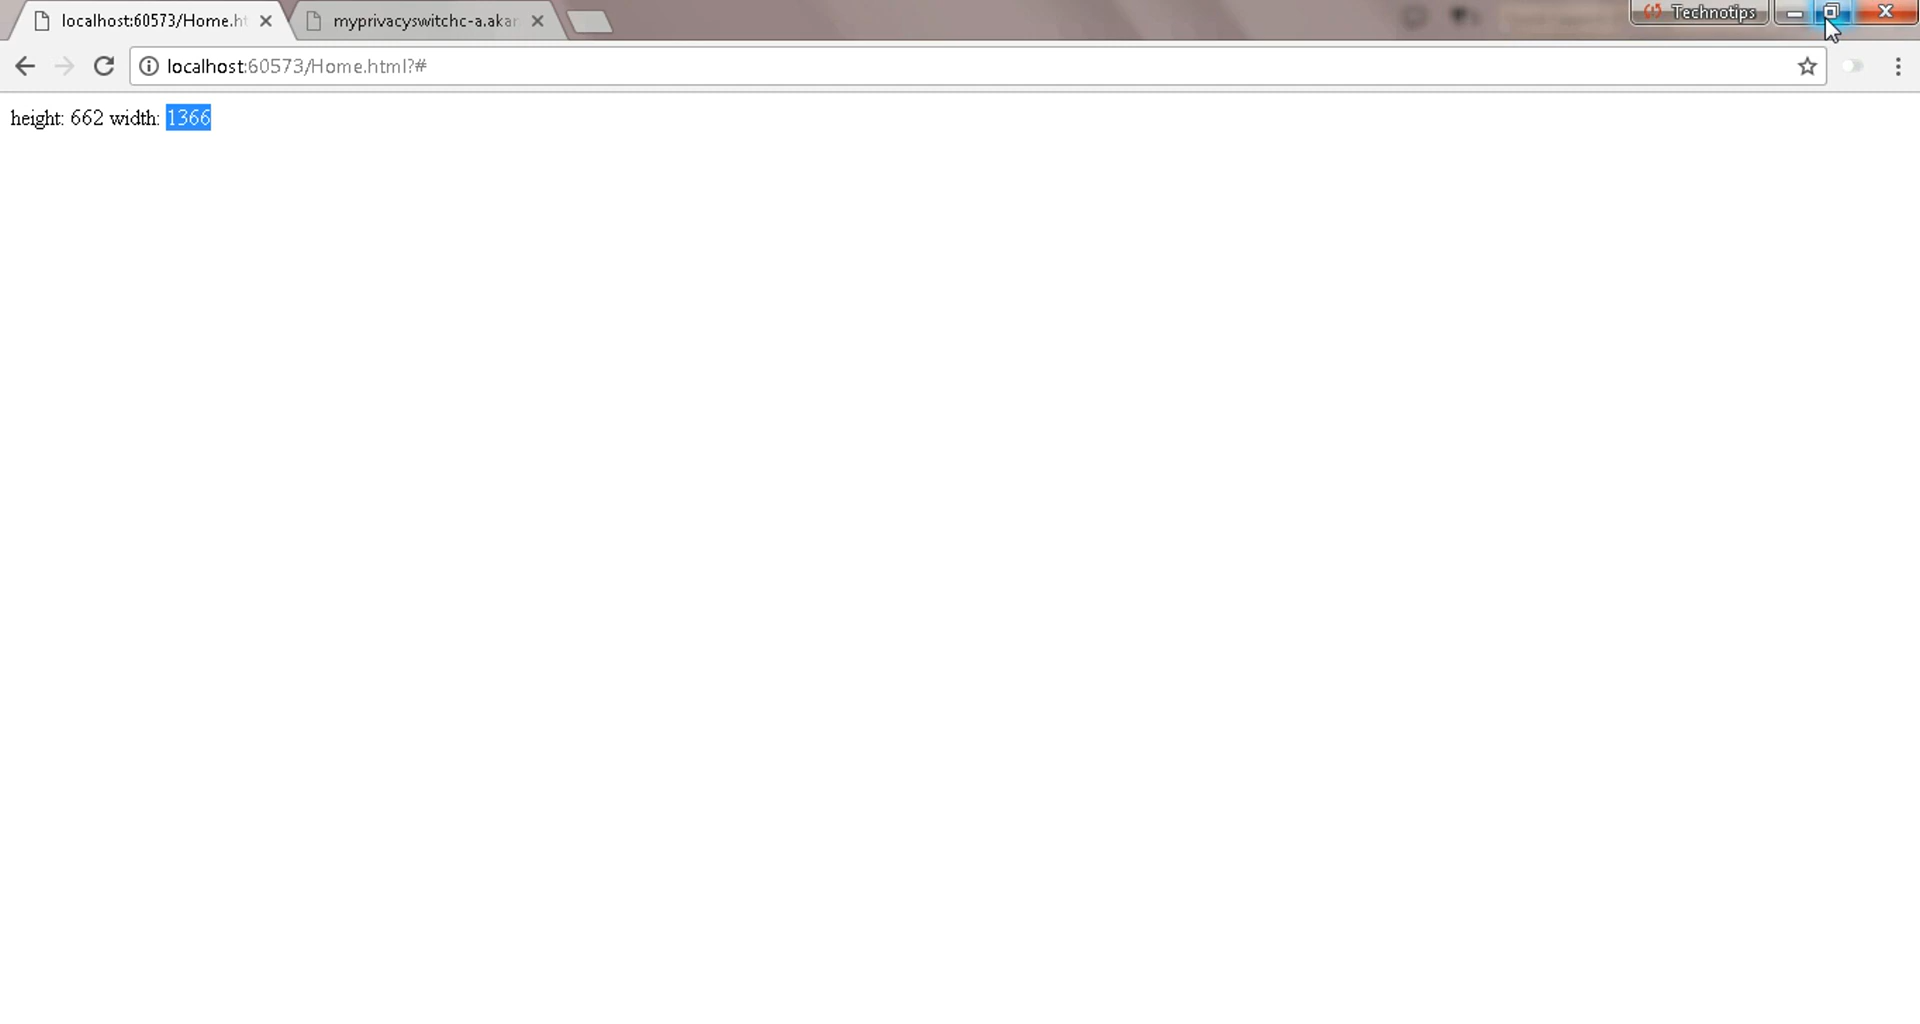 localhost:60573/Home.ht
myprivacyswitchc-a.akar
Technotips
localhost:60573/Home.html?#
height: 662 width: 1366